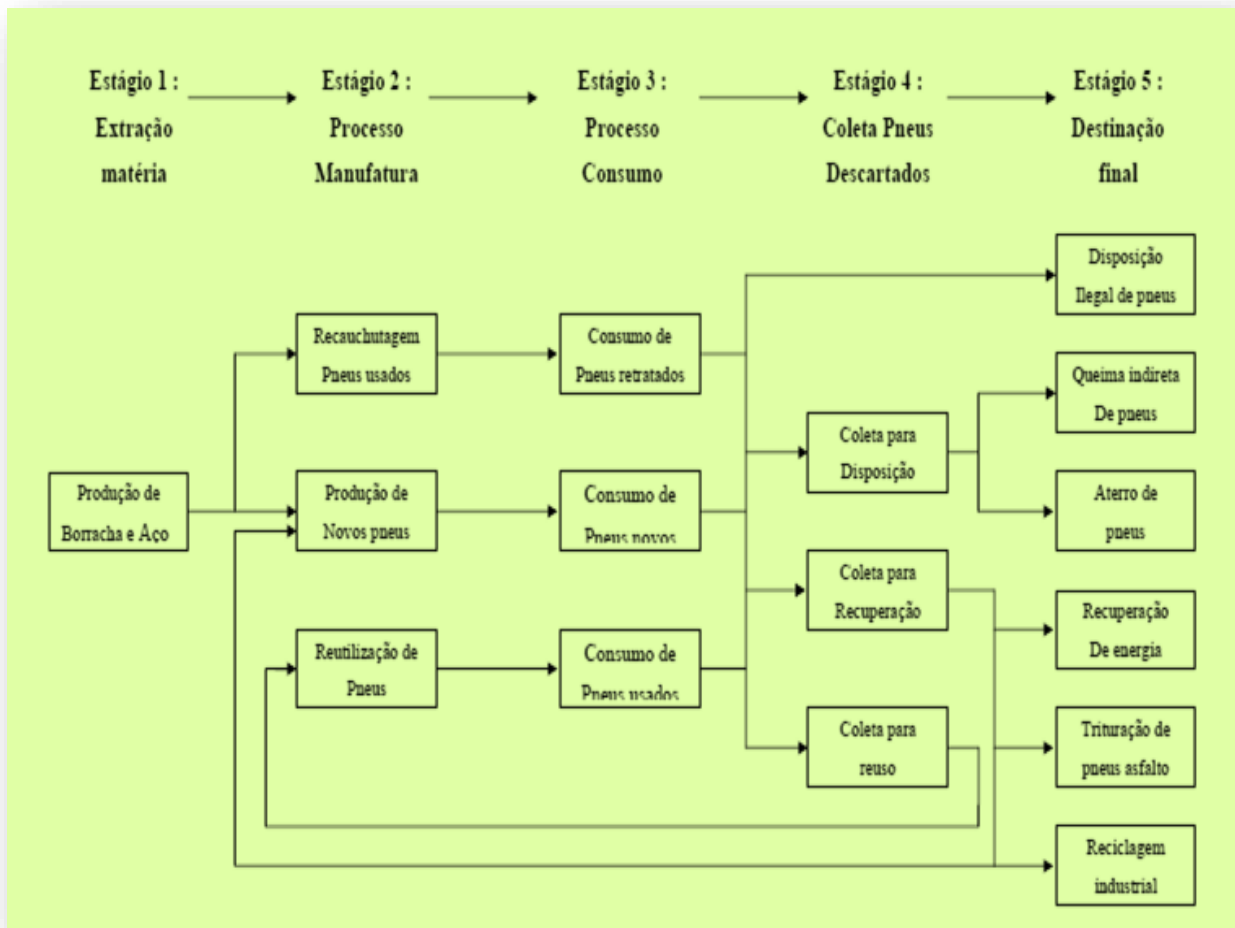 Estágio 1 :
Extração
matéria
Estágio 2 :
Processo
Manufatura
Estágio 3 :
Processo
Consumo
Estágio 4 :
Coleta Pneus
Descartados
Estágio 5 :
Destinação
final
Produção de
Borracha e Aço
Recauchutagem
Pneus usados
Produção de
Novos pneus
Reutilização de
Pneus
Consumo de
Pneus retratados
Consumo de
Pneus novos
Consumo de
Pneus usados
Coleta para
Disposição
Coleta para
Recuperação
Coleta para
reuso
Disposição
Ilegal de pneus
Queima indireta
De pneus
Aterro de
pneus
Recuperação
De energia
Trituração de
pneus asfalto
Reciclagem
industrial